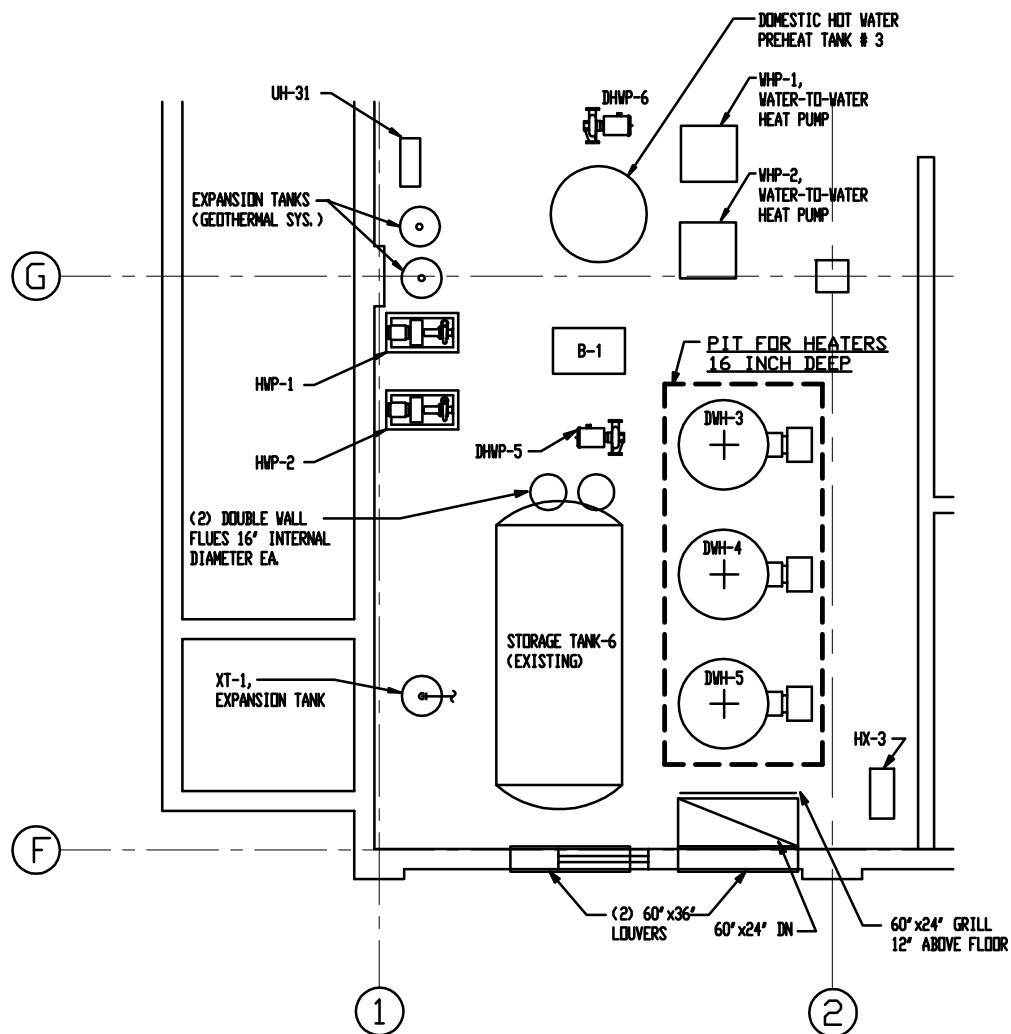 DOMESTIC HOT WATER
PREHEAT TANK # 3
UH-31
DHWP-6
WHP-1,
WATER-TO-WATER
HEAT PUMP
WHP-2,
WATER-TO-WATER
HEAT PUMP
EXPANSION TANKS
(GEOTHERMAL SYS.)
G
B-1
PIT FOR HEATERS
16 INCH DEEP
HWP-1
DWH-3
HWP-2
DHWP-5
(2) DOUBLE WALL
FLUES 16" INTERNAL
DIAMETER EA.
DWH-4
STORAGE TANK-6
(EXISTING)
XT-1,
EXPANSION TANK
DWH-5
HX-3
F
(2) 60"x36"
LOUVERS
60"x24" DN
60"x24" GRILL
12" ABOVE FLOOR
1
2